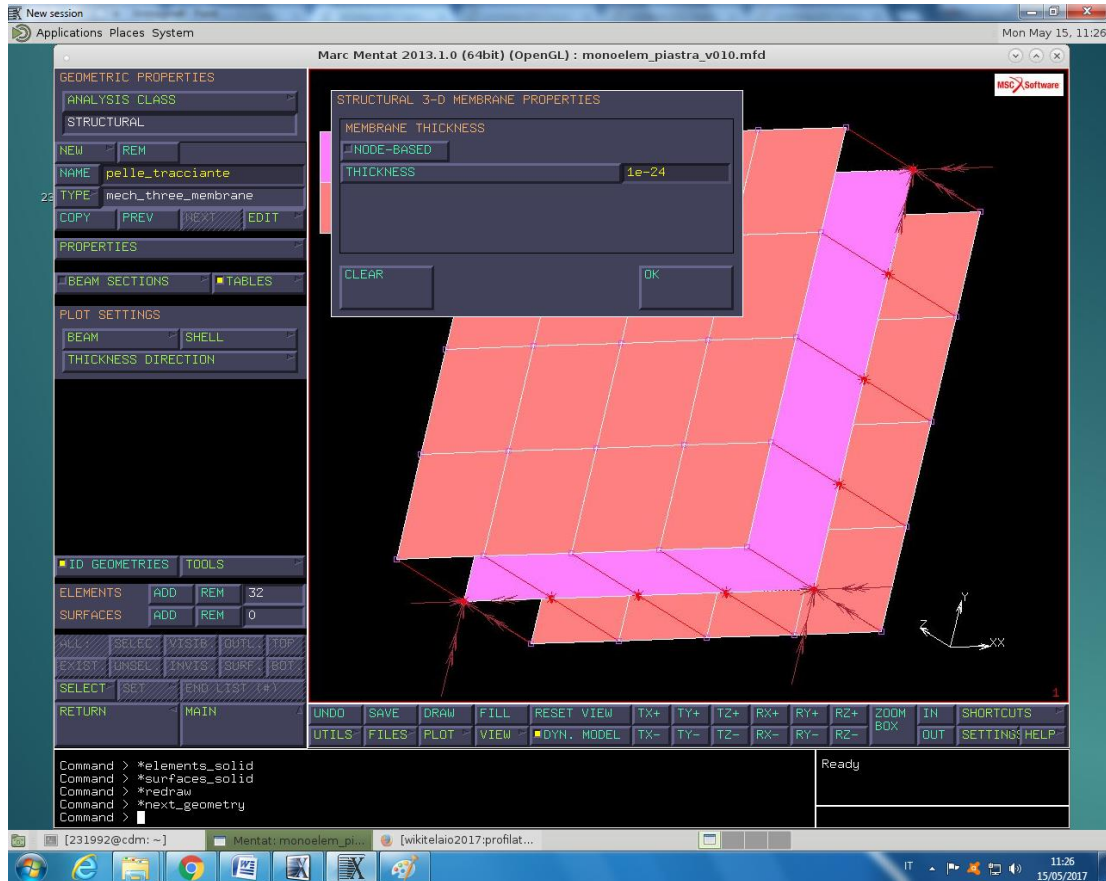 New session
Applications Places System
Mon May 15, 11:26
Marc Mentat 2013.1.0 (64bit) (OpenGL) : monoelem_piastra_v010.mfd
GEOMETRIC PROPERTIES
ANALYSIS CLASS
STRUCTURAL
NEW REM
NAME pelle_tracciante
TYPE mech_three_membrane
COPY PREV NEXT EDIT
PROPERTIES
BEAM SECTIONS TABLES
PLOT SETTINGS
BEAM SHELL
THICKNESS DIRECTION
ID GEOMETRIES TOOLS
ELEMENTS ADD REM 32
SURFACES ADD REM 0
ALL SELEC VISIB OUTL TOP
EXIST UNSEL INVIS SURF BOT
SELECT SET END LIST (#)
RETURN MAIN
STRUCTURAL 3-D MEMBRANE PROPERTIES
MEMBRANE THICKNESS
NODE-BASED
THICKNESS 1e-24
CLEAR OK
MSC Software
Y
Z
XX
1
UNDO SAVE DRAW FILL RESET VIEW TX+ TY+ TZ+ RX+ RY+ RZ+ ZOOM BOX IN SHORTCUTS
UTILS FILES PLOT VIEW DYN. MODEL TX- TY- TZ- RX- RY- RZ- OUT SETTINGS HELP
Command > *elements_solid
Command > *surfaces_solid
Command > *redraw
Command > *next_geometry
Command >
Ready
23
[231992@cdm: ~] Mentat: monoelem_pi... [wikitelaio2017:profilat...
IT
11:26
15/05/2017